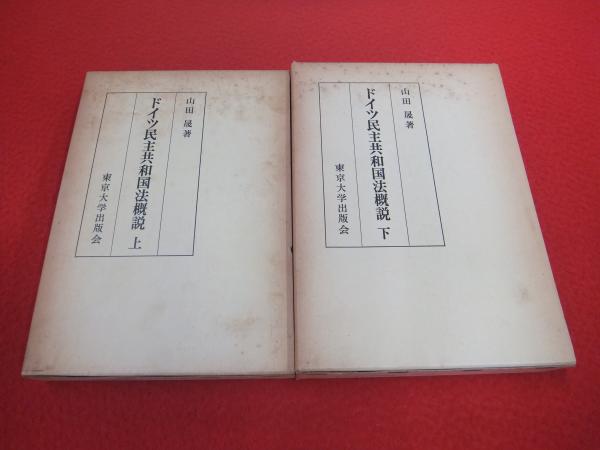 山田 晟著
ドイツ民主共和国法概説 上
東京大学出版会
山田 晟著
ドイツ民主共和国法概説 下
東京大学出版会